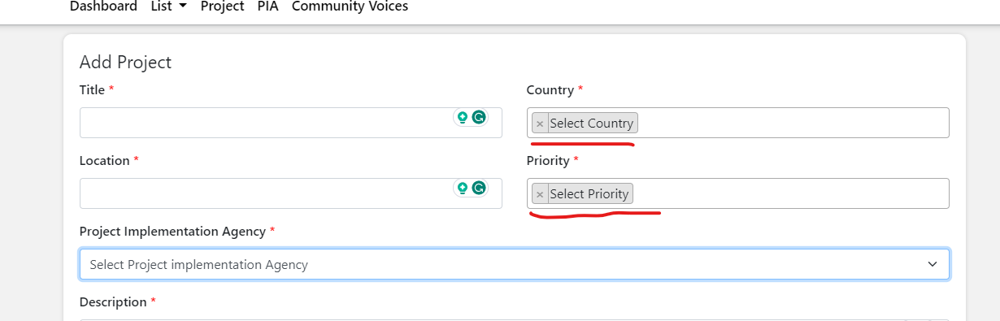 Dashboard List Project PIA Community Voices
Add Project
Title *
Country *
× Select Country
Location *
Priority *
× Select Priority
Project Implementation Agency *
Select Project implementation Agency
Description *